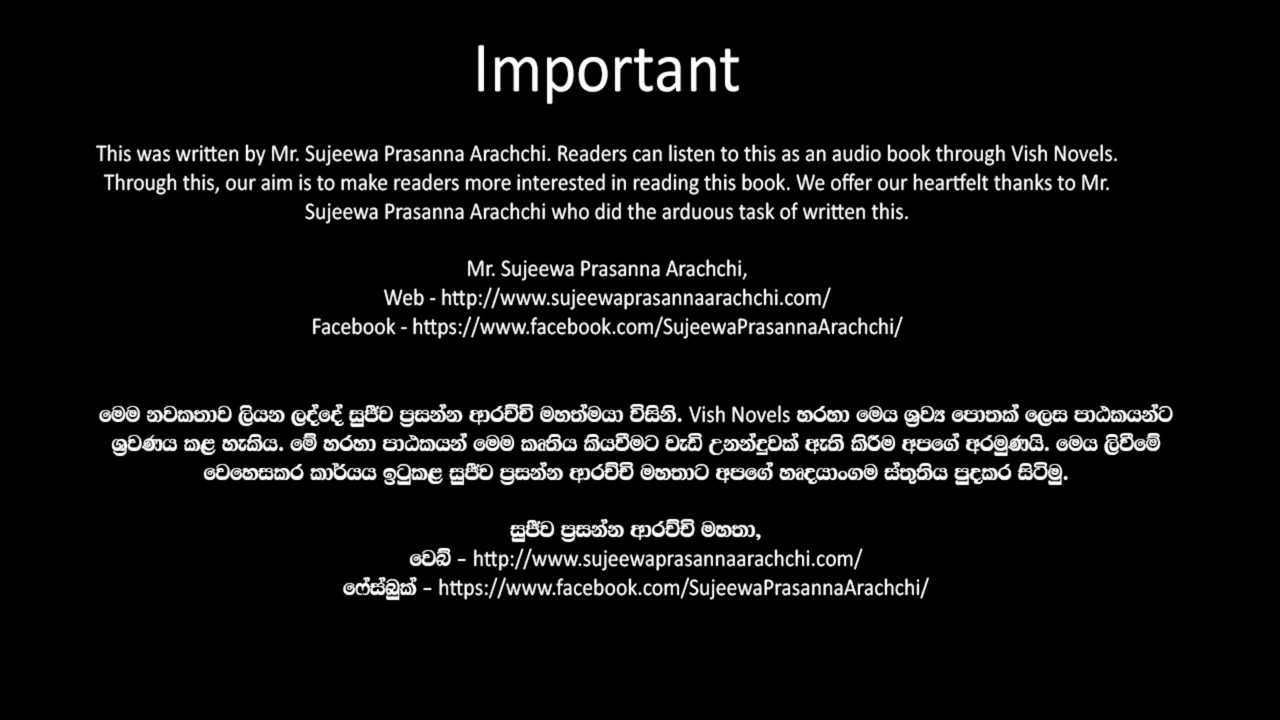 Important
This was written by Mr. Sujeewa Prasanna Arachchi. Readers can listen to this as an audio book through Vish Novels.
Through this, our aim is to make readers more interested in reading this book. We offer our heartfelt thanks to Mr.
Sujeewa Prasanna Arachchi who did the arduous task of written this.
Mr. Sujeewa Prasanna Arachchi,
Web - http://www.sujeewaprasannaarachchi.com/
Facebook - https://www.facebook.com/SujeewaPrasannaArachchi/
මෙම නවකතාව ලියන ලද්දේ සුජීව ප්‍රසන්න ආරච්චි මහත්මයා විසිනි. Vish Novels හරහා මෙය ශ්‍රව්‍ය පොතක් ලෙස පාඨකයන්ට
ශ්‍රවණය කළ හැකිය. මේ හරහා පාඨකයන් මෙම කෘතිය කියවීමට වැඩි උනන්දුවක් ඇති කිරීම අපගේ අරමුණයි. මෙය ලිවීමේ
වෙහෙසකර කාර්යය ඉටුකළ සුජීව ප්‍රසන්න ආරච්චි මහතාට අපගේ හෘදයාංගම ස්තූතිය පුදකර සිටිමු.
සුජීව ප්‍රසන්න ආරච්චි මහතා,
වෙබ් – http://www.sujeewaprasannaarachchi.com/
ෆේස්බුක් – https://www.facebook.com/SujeewaPrasannaArachchi/